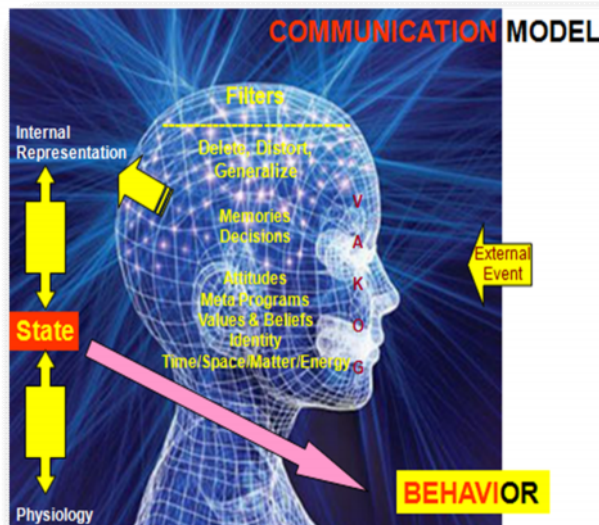 COMMUNICATION MODEL
Filters
Internal
Representation
Delete, Distort,
Generalize
Memories
Decisions
V
A
K
O
G
External
Event
Attitudes
Meta Programs
Values & Beliefs
Identity
Time/Space/Matter/Energy
State
BEHAVIOR
Physiology